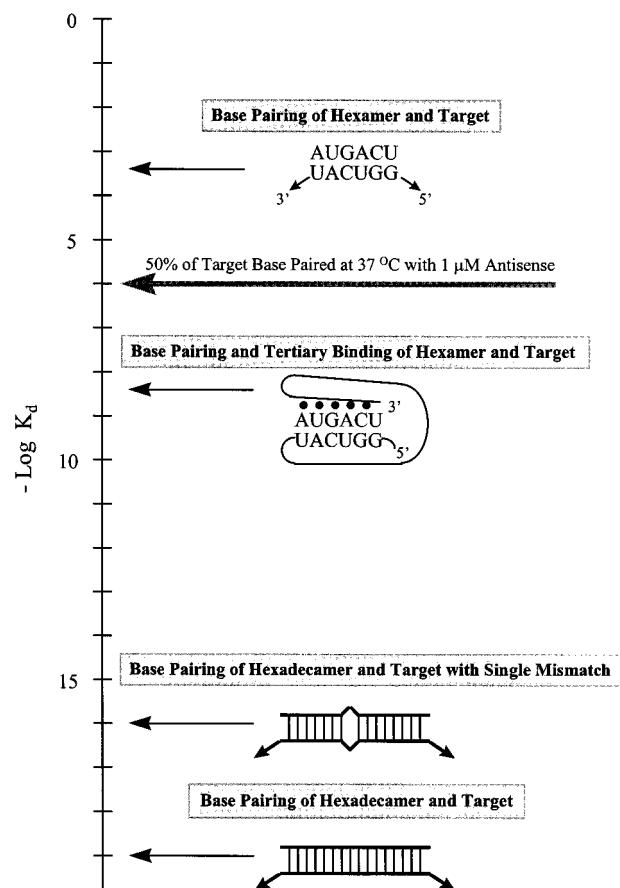 0
Base Pairing of Hexamer and Target
AUGACU
UACUGG
3’ 5’
5
50% of Target Base Paired at 37 ᴼC with 1 µM Antisense
Base Pairing and Tertiary Binding of Hexamer and Target
3’
AUGACU
UACUGG
5’
- Log Kd
10
Base Pairing of Hexadecamer and Target with Single Mismatch
15
Base Pairing of Hexadecamer and Target